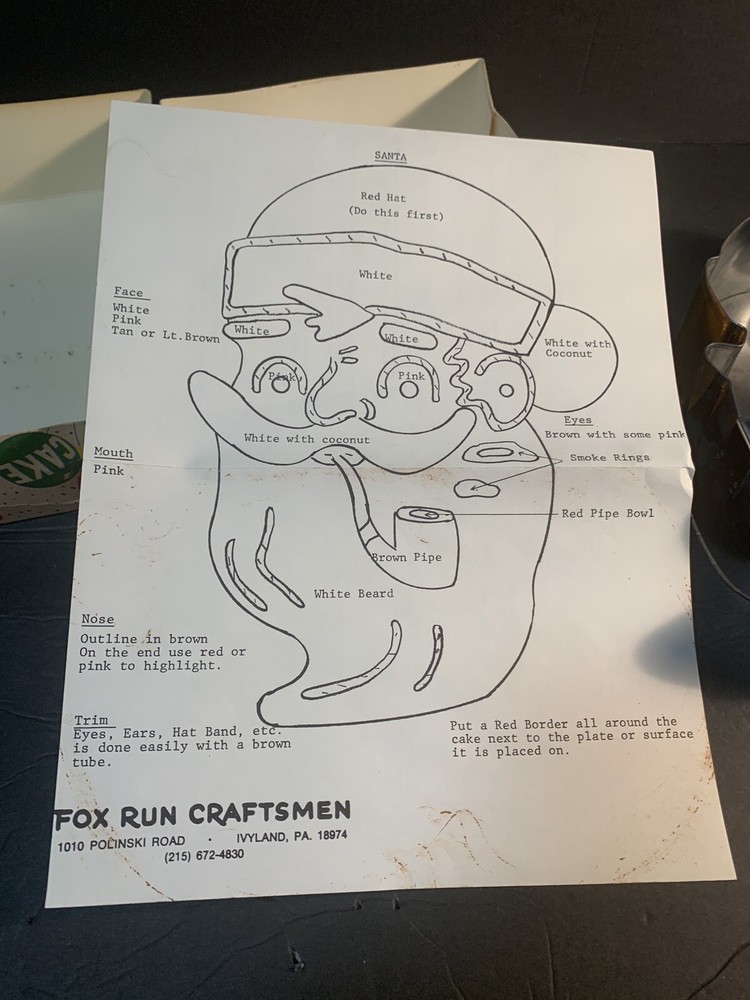 SANTA
Red Hat
(Do this first)
White
Face
White
Pink
Tan or Lt.Brown
White
White
White with
Coconut
Pink
Pink
Eyes
Brown with some pink
White with coconut
Smoke Rings
Mouth
Pink
Red Pipe Bowl
Brown Pipe
White Beard
Nose
Outline in brown
On the end use red or
pink to highlight.
Trim
Eyes, Ears, Hat Band, etc.
is done easily with a brown
tube.
Put a Red Border all around the
cake next to the plate or surface
it is placed on.
FOX RUN CRAFTSMEN
1010 POLINSKI ROAD • IVYLAND, PA. 18974
(215) 672-4830
CAKE